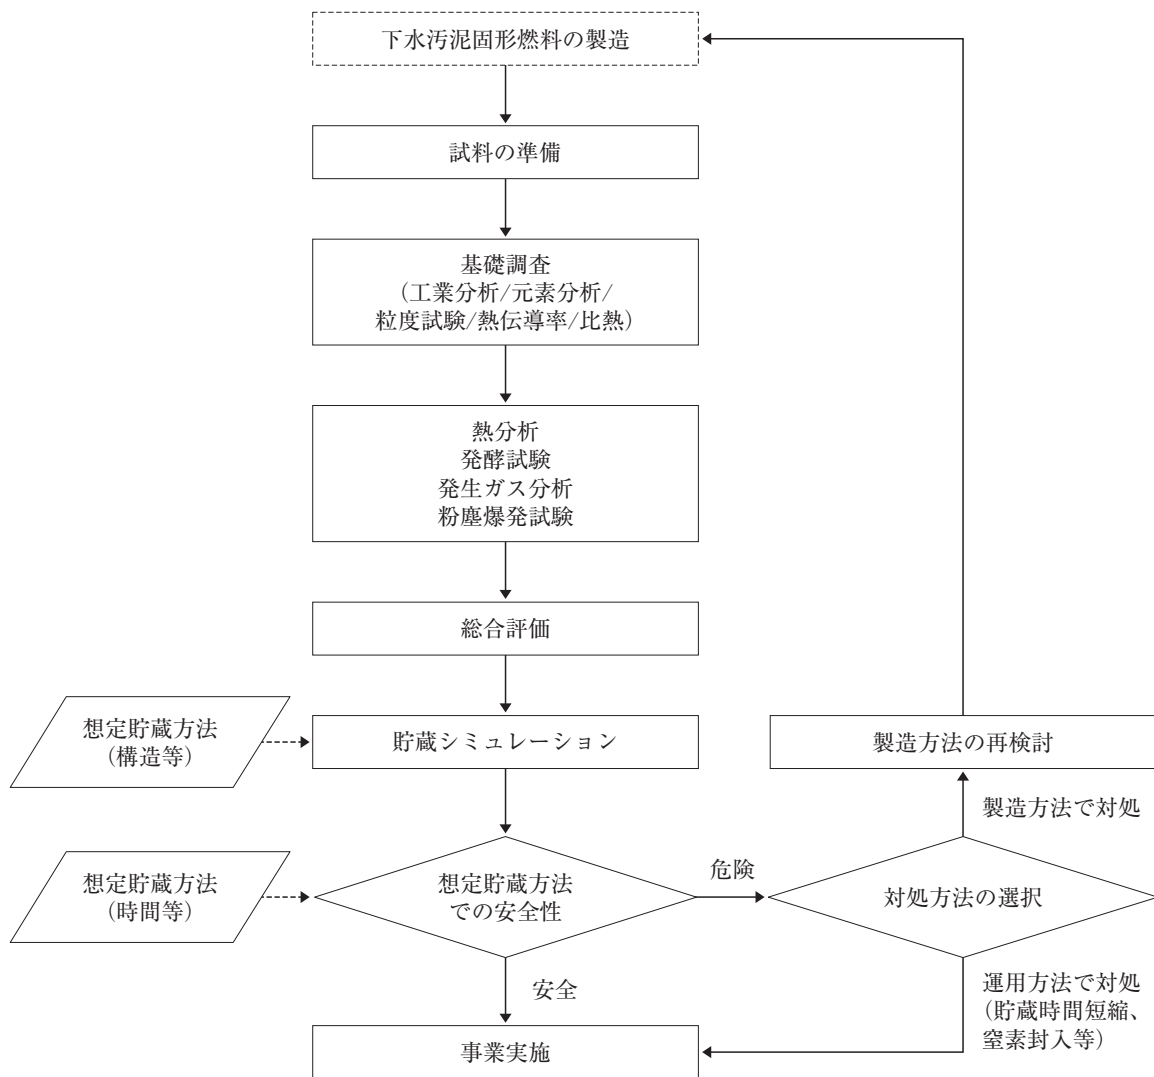 下水汚泥固形燃料の製造
試料の準備
基礎調査
（工業分析/元素分析/
粒度試験/熱伝導率/比熱）
熱分析
発酵試験
発生ガス分析
粉塵爆発試験
総合評価
想定貯蔵方法
（構造等）
貯蔵シミュレーション
製造方法の再検討
製造方法で対処
想定貯蔵方法
（時間等）
想定貯蔵方法
での安全性
危険
対処方法の選択
安全
運用方法で対処
（貯蔵時間短縮、
窒素封入等）
事業実施